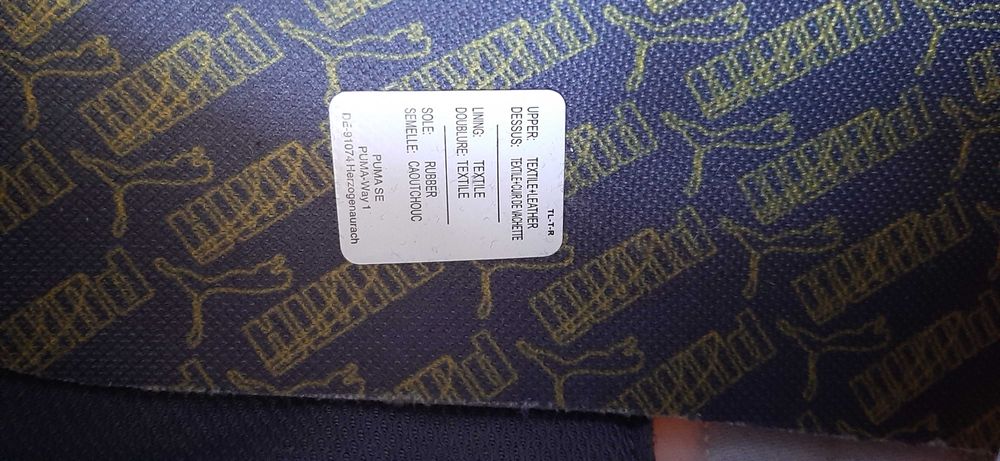 TL-T-R
UPPER: TEXTILE+LEATHER
DESSUS: TEXTILE+CUIR DE VACHETTE
LINING: TEXTILE
DOUBLURE: TEXTILE
SOLE: RUBBER
SEMELLE: CAOUTCHOUC
PUMA SE
PUMA-Way 1
DE-91074 Herzogenaurach